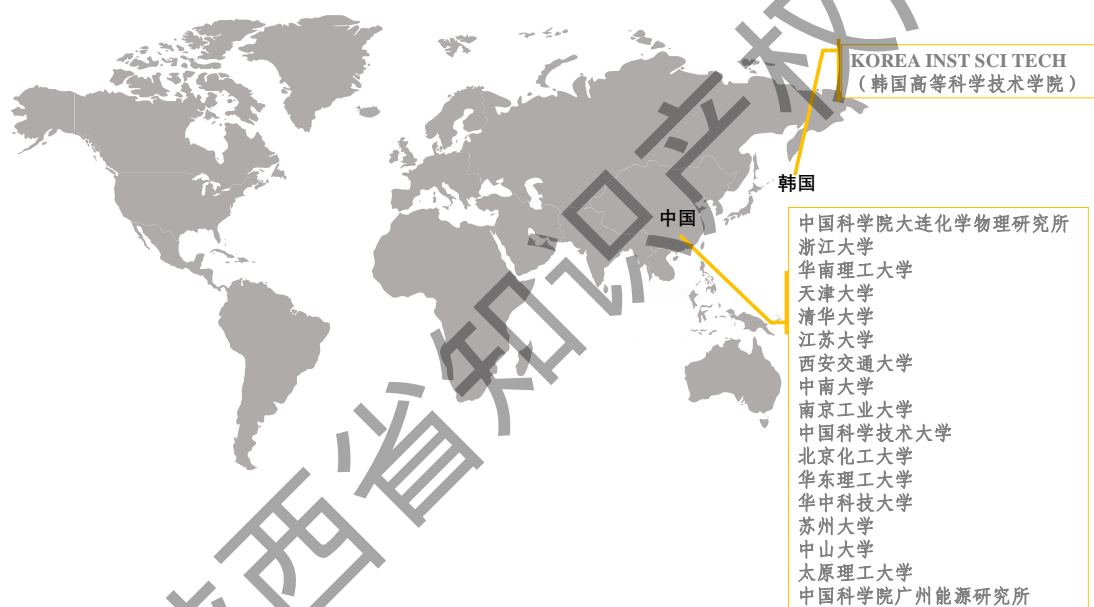 KOREA INST SCI TECH
（韩国高等科学技术学院）
韩国
中国
中国科学院大连化学物理研究所
浙江大学
华南理工大学
天津大学
清华大学
江苏大学
西安交通大学
中南大学
南京工业大学
中国科学技术大学
北京化工大学
华东理工大学
华中科技大学
苏州大学
中山大学
太原理工大学
中国科学院广州能源研究所
西省知识产权